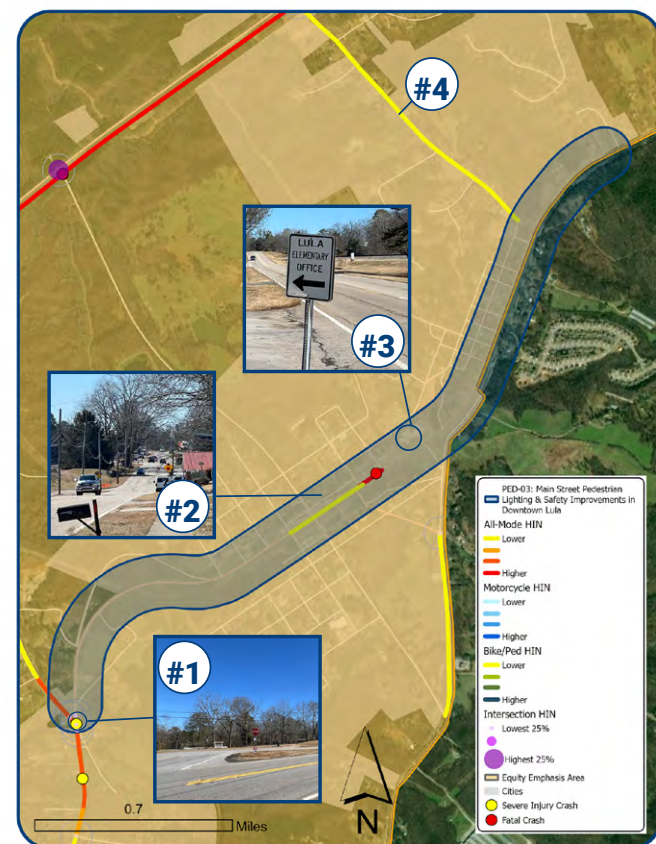 #4
LULA
ELEMENTARY
OFFICE
#3
#2
#1
0.7
Miles
N
PED-03: Main Street Pedestrian
Lighting & Safety Improvements in
Downtown Lula
All-Mode HIN
Lower
Higher
Motorcycle HIN
Lower
Higher
Bike/Ped HIN
Lower
Higher
Intersection HIN
Lowest 25%
Highest 25%
Equity Emphasis Area
Cities
Severe Injury Crash
Fatal Crash